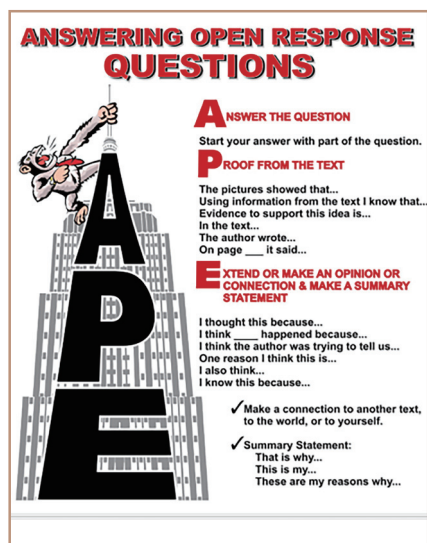 ANSWERING OPEN RESPONSE
QUESTIONS
ANSWER THE QUESTION
Start your answer with part of the question.
PROOF FROM THE TEXT
The pictures showed that...
Using information from the text I know that...
Evidence to support this idea is...
In the text...
The author wrote...
On page ___ it said...
EXTEND OR MAKE AN OPINION OR
CONNECTION & MAKE A SUMMARY
STATEMENT
I thought this because...
I think ____ happened because...
I think the author was trying to tell us...
One reason I think this is...
I also think...
I know this because...
✓Make a connection to another text,
to the world, or to yourself.
✓Summary Statement:
That is why...
This is my...
These are my reasons why...
A
P
E